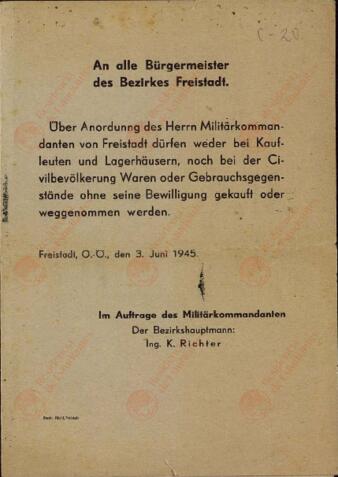 An alle Bürgermeister
des Bezirkes Freistadt.
Über Anordunng des Herrn Militärkomman-
danten von Freistadt dürfen weder bei Kauf-
leuten und Lagerhäusern, noch bei der Ci-
vilbevölkerung Waren oder Gebrauchsgegen-
stände ohne seine Bewilligung gekauft oder
weggenommen werden.
Freistadt, O.-Ö., den 3. Juni 1945.
Im Auftrage des Militärkommandanten
Der Bezirkshauptmann:
Ing. K. Richter